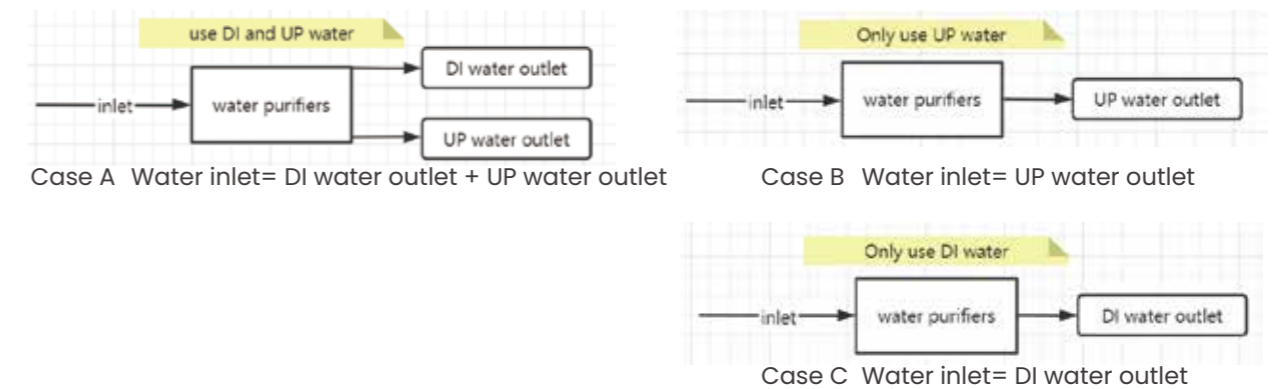 use DI and UP water
inlet
water purifiers
DI water outlet
UP water outlet
Case A Water inlet= DI water outlet + UP water outlet
Only use UP water
inlet
water purifiers
UP water outlet
Case B Water inlet= UP water outlet
Only use DI water
inlet
water purifiers
DI water outlet
Case C Water inlet= DI water outlet